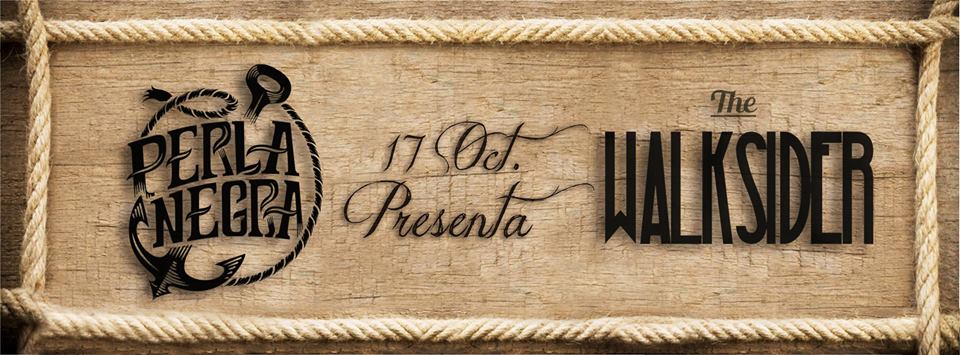 PERLA
NEGRA
17 Oct.
Presenta
The
WALKSIDER